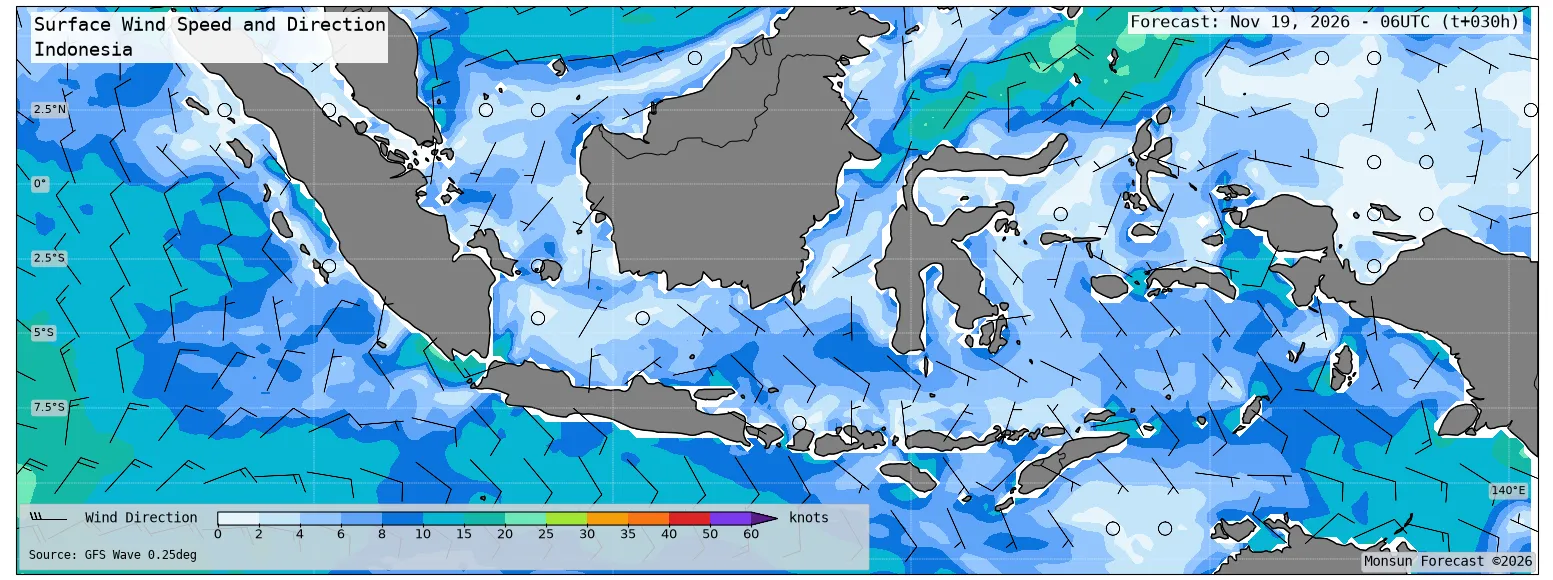 Surface Wind Speed and Direction
Indonesia
Forecast: Nov 19, 2026 - 06UTC (t+030h)
2.5°N
0°
2.5°S
5°S
7.5°S
140°E
Wind Direction
0 2 4 6 8 10 15 20 25 30 35 40 50 60
knots
Source: GFS Wave 0.25deg
Monsun Forecast ©2026